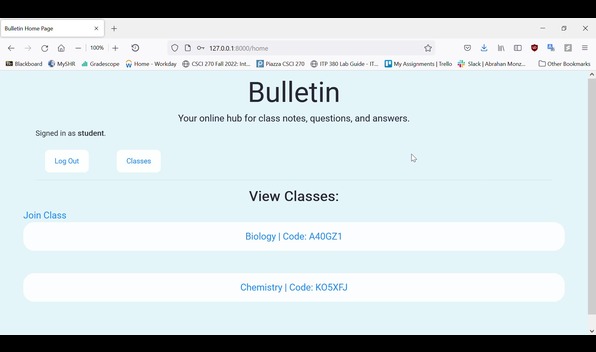 Bulletin Home Page
100%
127.0.0.1:8000/home
Blackboard
MySHR
Gradescope
Home - Workday
CSCI 270 Fall 2022: Int...
Piazza CSCI 270
ITP 380 Lab Guide - IT...
My Assignments | Trello
Slack | Abrahan Monz...
Other Bookmarks
Bulletin
Your online hub for class notes, questions, and answers.
Signed in as student.
Log Out
Classes
View Classes:
Join Class
Biology | Code: A40GZ1
Chemistry | Code: KO5XFJ